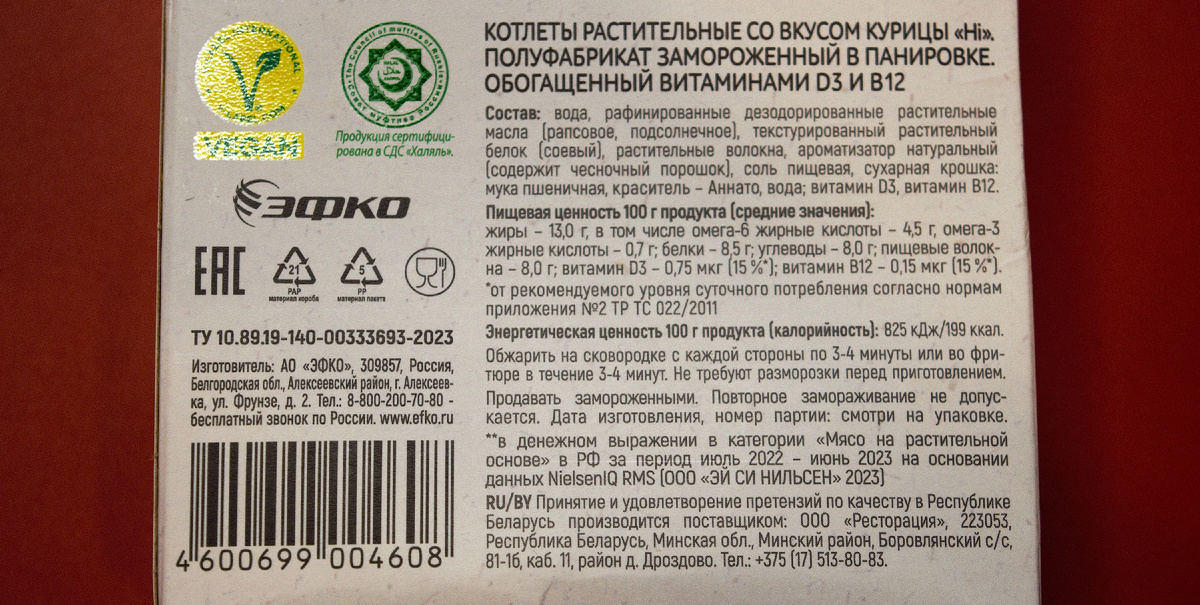 VEGAN
The Council of mufties of Russia
Совет муфтиев России
HALAL
حلال
Продукция сертифици-
рована в СДС «Халяль».
ЭФКО
EAC
21
PAP
материал короба
5
PP
материал пакета
ТУ 10.89.19-140-00333693-2023
Изготовитель: АО «ЭФКО», 309857, Россия,
Белгородская обл., Алексеевский район, г. Алексеев-
ка, ул. Фрунзе, д. 2. Тел.: 8-800-200-70-80 -
бесплатный звонок по России. www.efko.ru
4 600699 004608
КОТЛЕТЫ РАСТИТЕЛЬНЫЕ СО ВКУСОМ КУРИЦЫ «Hi».
ПОЛУФАБРИКАТ ЗАМОРОЖЕННЫЙ В ПАНИРОВКЕ.
ОБОГАЩЕННЫЙ ВИТАМИНАМИ D3 И B12
Состав: вода, рафинированные дезодорированные растительные
масла (рапсовое, подсолнечное), текстурированный растительный
белок (соевый), растительные волокна, ароматизатор натуральный
(содержит чесночный порошок), соль пищевая, сухарная крошка:
мука пшеничная, краситель – Аннато, вода; витамин D3, витамин B12.
Пищевая ценность 100 г продукта (средние значения):
жиры – 13,0 г, в том числе омега-6 жирные кислоты – 4,5 г, омега-3
жирные кислоты – 0,7 г; белки – 8,5 г; углеводы – 8,0 г; пищевые волок-
на – 8,0 г; витамин D3 – 0,75 мкг (15 %*); витамин B12 – 0,15 мкг (15 %*).
*от рекомендуемого уровня суточного потребления согласно нормам
приложения №2 ТР ТС 022/2011
Энергетическая ценность 100 г продукта (калорийность): 825 кДж/199 ккал.
Обжарить на сковородке с каждой стороны по 3-4 минуты или во фри-
тюре в течение 3-4 минут. Не требуют разморозки перед приготовлением.
Продавать замороженными. Повторное замораживание не допус-
кается. Дата изготовления, номер партии: смотри на упаковке.
**в денежном выражении в категории «Мясо на растительной
основе» в РФ за период июль 2022 – июнь 2023 на основании
данных NielsenIQ RMS (ООО «ЭЙ СИ НИЛЬСЕН» 2023)
RU/BY Принятие и удовлетворение претензий по качеству в Республике
Беларусь производится поставщиком: ООО «Ресторация», 223053,
Республика Беларусь, Минская обл., Минский район, Боровлянский с/с,
81-1б, каб. 11, район д. Дроздово. Тел.: +375 (17) 513-80-83.